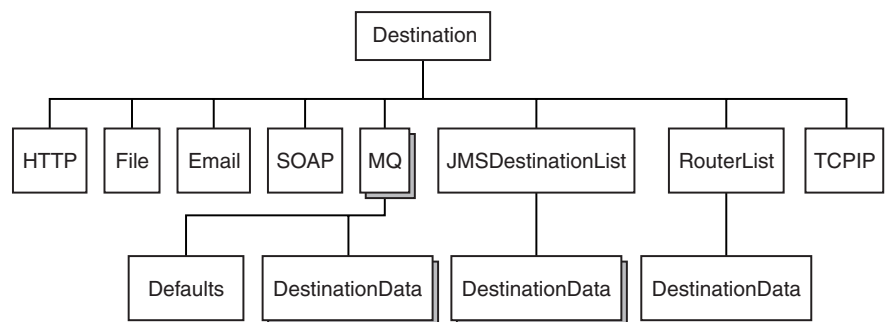 Destination
HTTP
File
Email
SOAP
MQ
JMSDestinationList
RouterList
TCPIP
Defaults
DestinationData
DestinationData
DestinationData